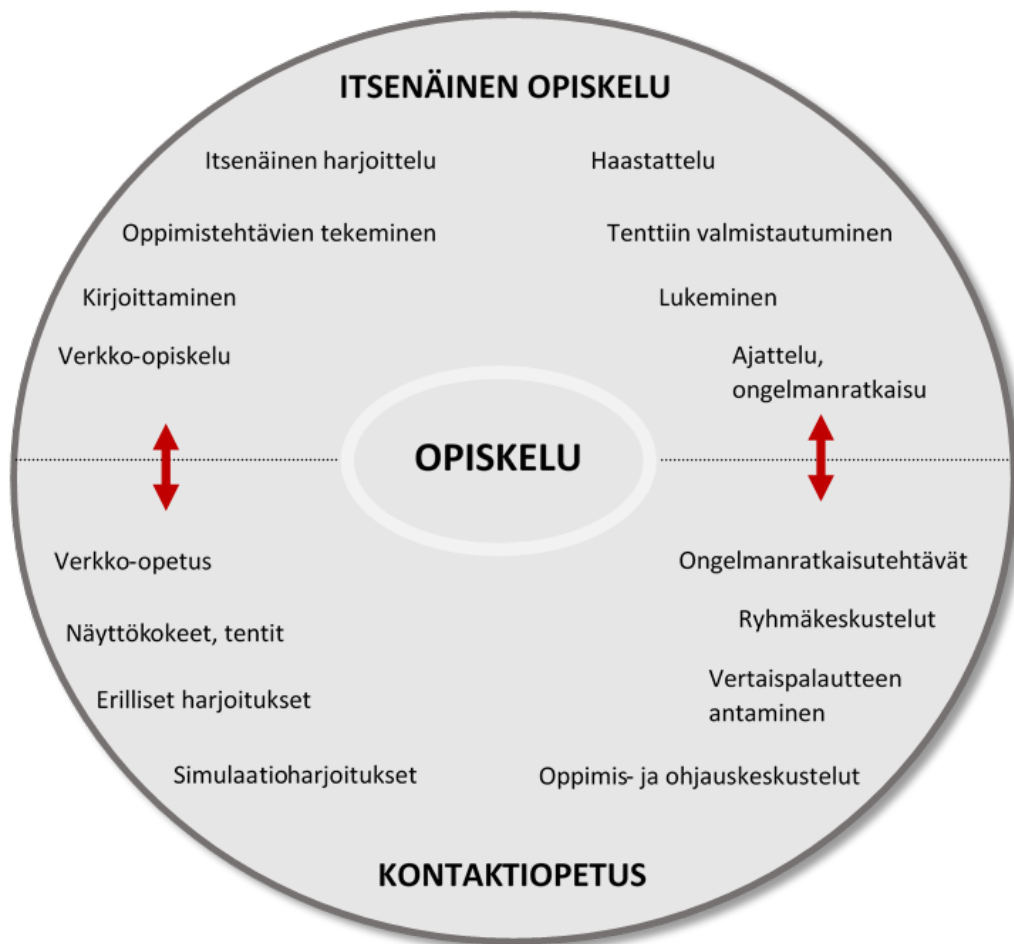 ITSENÄINEN OPISKELU
Itsenäinen harjoittelu
Haastattelu
Oppimistehtävien tekeminen
Tenttiin valmistautuminen
Kirjoittaminen
Lukeminen
Verkko-opiskelu
Ajattelu,
ongelmanratkaisu
OPISKELU
Verkko-opetus
Ongelmanratkaisutehtävät
Näyttökokeet, tentit
Ryhmäkeskustelut
Erilliset harjoitukset
Vertaispalautteen
antaminen
Simulaatioharjoitukset
Oppimis- ja ohjauskeskustelut
KONTAKTIOPETUS